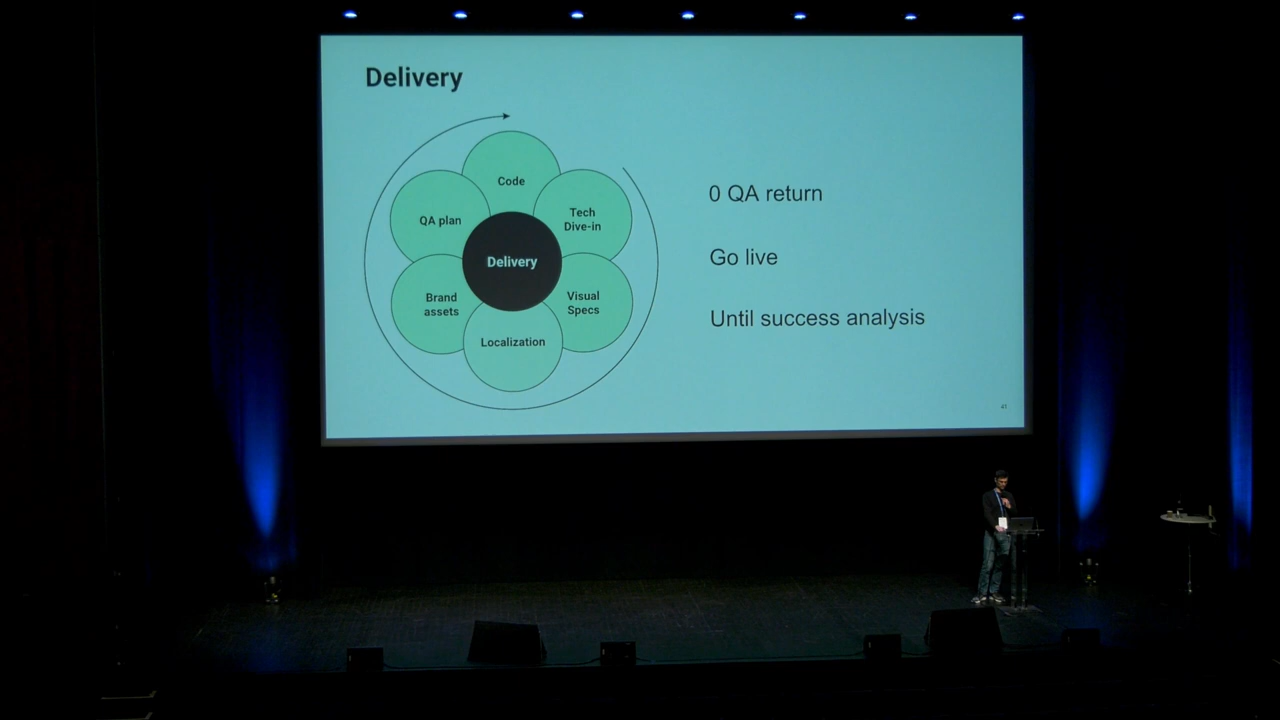 Delivery
Code
Tech
Dive-in
QA plan
Delivery
Brand
assets
Visual
Specs
Localization
0 QA return
Go live
Until success analysis
41